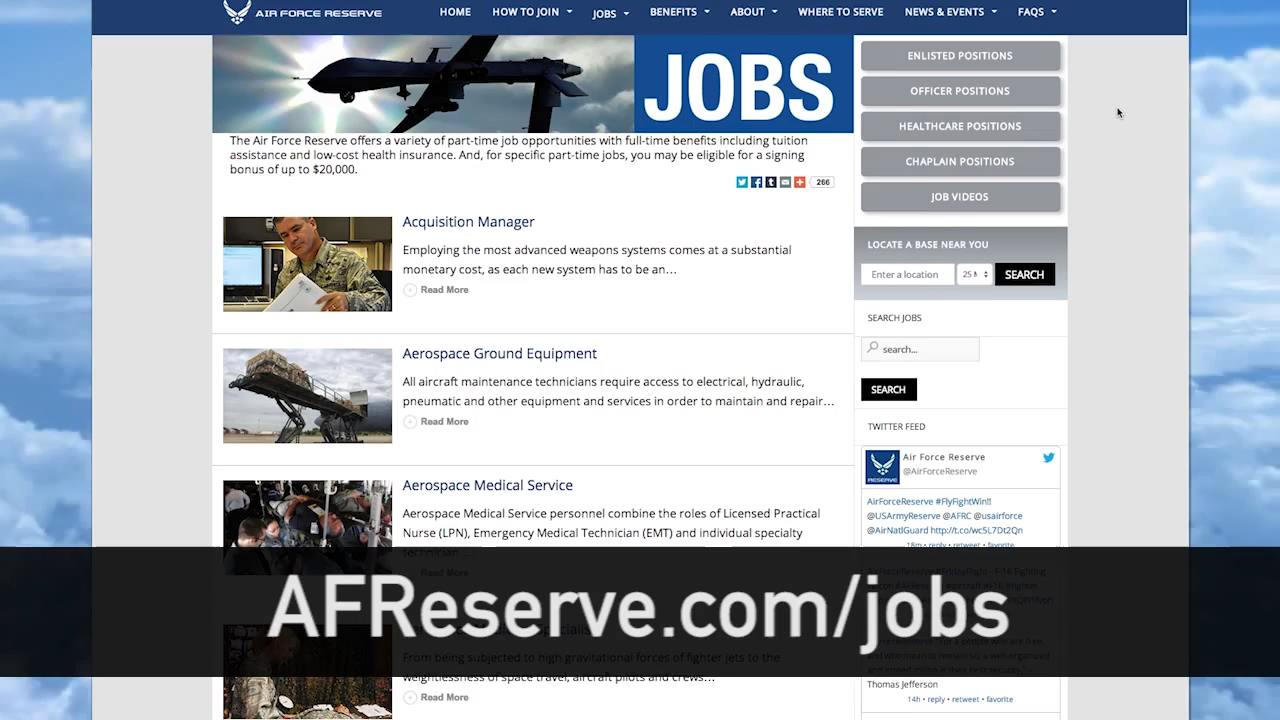 AIR FORCE RESERVE
HOME HOW TO JOIN JOBS BENEFITS ABOUT WHERE TO SERVE NEWS & EVENTS FAQS
JOBS
The Air Force Reserve offers a variety of part-time job opportunities with full-time benefits including tuition
assistance and low-cost health insurance. And, for specific part-time jobs, you may be eligible for a signing
bonus of up to $20,000.
266
Acquisition Manager
Employing the most advanced weapons systems comes at a substantial
monetary cost, as each new system has to be an…
Read More
Aerospace Ground Equipment
All aircraft maintenance technicians require access to electrical, hydraulic,
pneumatic and other equipment and services in order to maintain and repair…
Read More
Aerospace Medical Service
Aerospace Medical Service personnel combine the roles of Licensed Practical
Nurse (LPN), Emergency Medical Technician (EMT) and individual specialty
technician…
Read More
From being subjected to high gravitational forces of fighter jets to the
weightlessness of space travel, aircraft pilots and crews…
Read More
ENLISTED POSITIONS
OFFICER POSITIONS
HEALTHCARE POSITIONS
CHAPLAIN POSITIONS
JOB VIDEOS
LOCATE A BASE NEAR YOU
Enter a location 25 SEARCH
SEARCH JOBS
search...
SEARCH
TWITTER FEED
RESERVE
Air Force Reserve
@AirForceReserve
AirForceReserve #FlyFightWin!!
@USArmyReserve @AFRC @usairforce
@AirNatlGuard http://t.co/wc5L7Dt2Qn
18m • reply • retweet • favorite
Thomas Jefferson
14h • reply • retweet • favorite
AFReserve.com/jobs